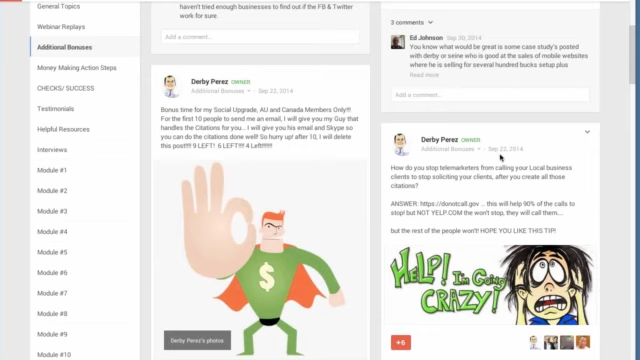 General Topics
Webinar Replays
Additional Bonuses
Money Making Action Steps
CHECKS/ SUCCESS
Testimonials
Helpful Resources
Interviews
Module #1
Module #2
Module #3
Module #4
Module #5
Module #6
Module #7
Module #8
Module #9
Module #10
haven't tried enough businesses to find out if the FB & Twitter
work for sure
Add a comment...
Derby Perez OWNER
Additional Bonuses - Sep 22, 2014
Bonus time for my Social Upgrade, AU and Canada Members Only!!!
For the first 10 people to send me an email, I will give you my Guy that
handles the Citations for you... I will give you his email and Skype so
you can do the citations done well! So hurry up! after 10, I will delete
this post!!! 9 LEFT! 6 LEFT!!! 4 Left!!!!!!!
$
Derby Perez's photos
3 comments
Ed Johnson Sep 30, 2014
You know what would be great is some case study's posted
with derby or seine who is good at the sales of mobile websites
where he is selling for several hundred bucks setup plus
Read more
Add a comment...
Derby Perez OWNER
Additional Bonuses - Sep 22, 2014
How do you stop telemarketers from calling your Local business
clients to stop soliciting your clients, after you create all those
citations?
ANSWER: https://donotcall.gov .. this will help 90% of the calls to
stop! but NOT YELP.COM the won't stop, they will call them....
but the rest of the people won't! HOPE YOU LIKE THIS TIP!
HELP! I'm Going
CRAZY!
+6